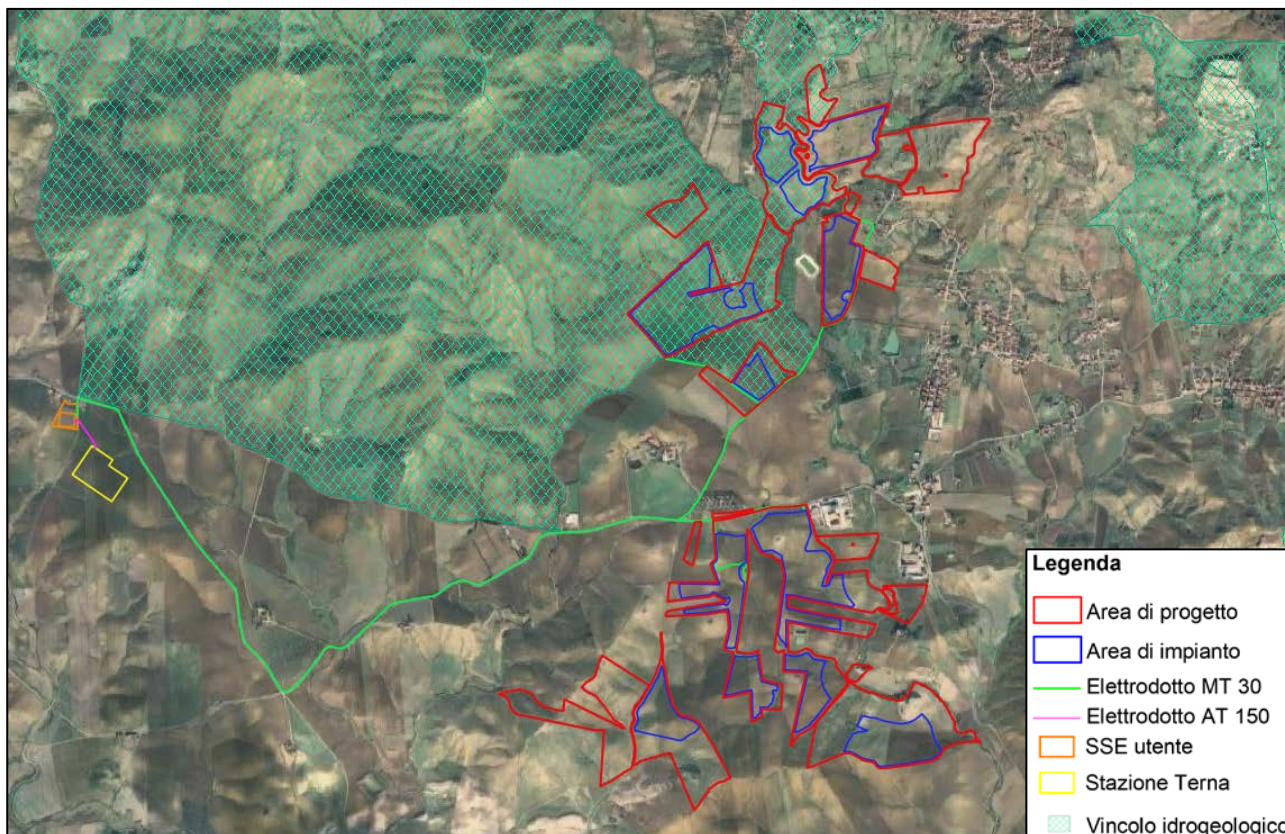 Legenda
Area di progetto
Area di impianto
Elettrodotto MT 30
Elettrodotto AT 150
SSE utente
Stazione Terna
Vincolo idrogeologico